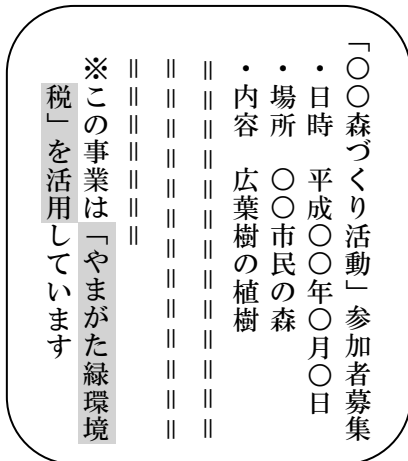 「〇〇森づくり活動」参加者募集
・日時　平成〇〇年〇月〇日
・場所　〇〇市民の森
・内容　広葉樹の植樹
＝＝＝＝＝＝＝＝＝＝＝＝＝＝
＝＝＝＝＝＝＝＝＝＝＝＝＝＝
＝＝＝＝＝＝＝
※この事業は「やまがた緑環境
税」を活用しています